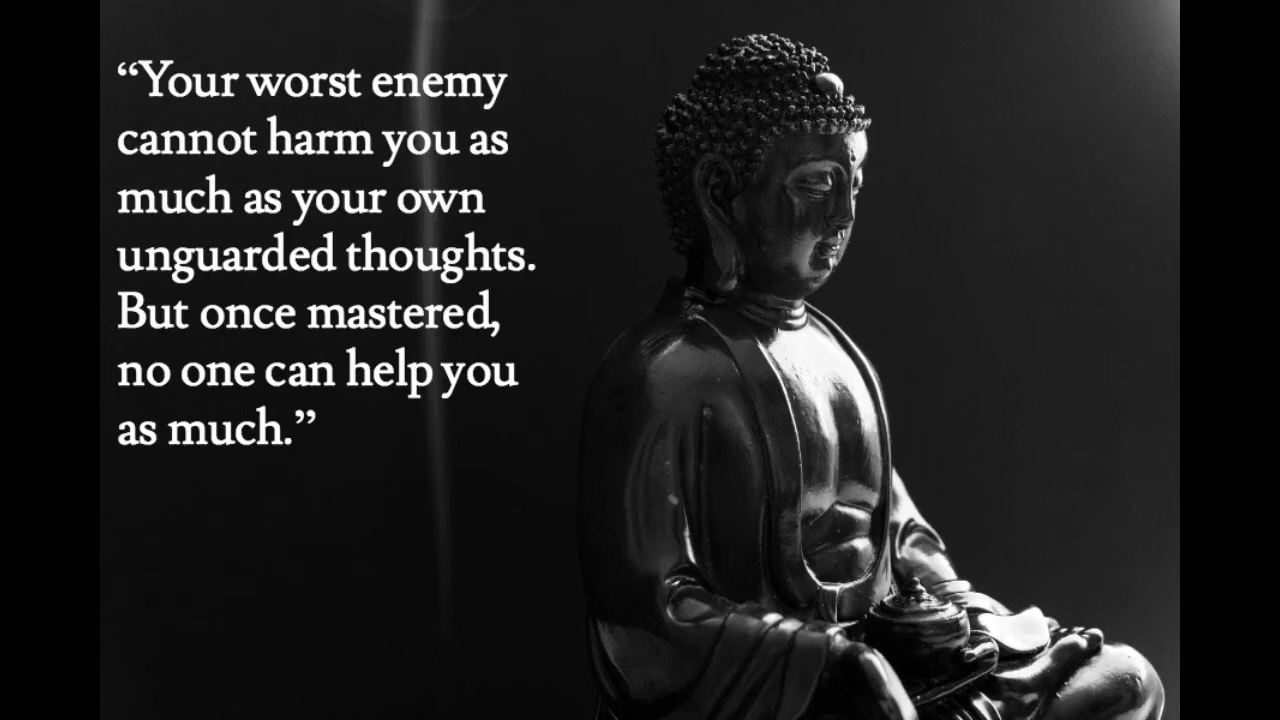 “Your worst enemy
cannot harm you as
much as your own
unguarded thoughts.
But once mastered,
no one can help you
as much.”